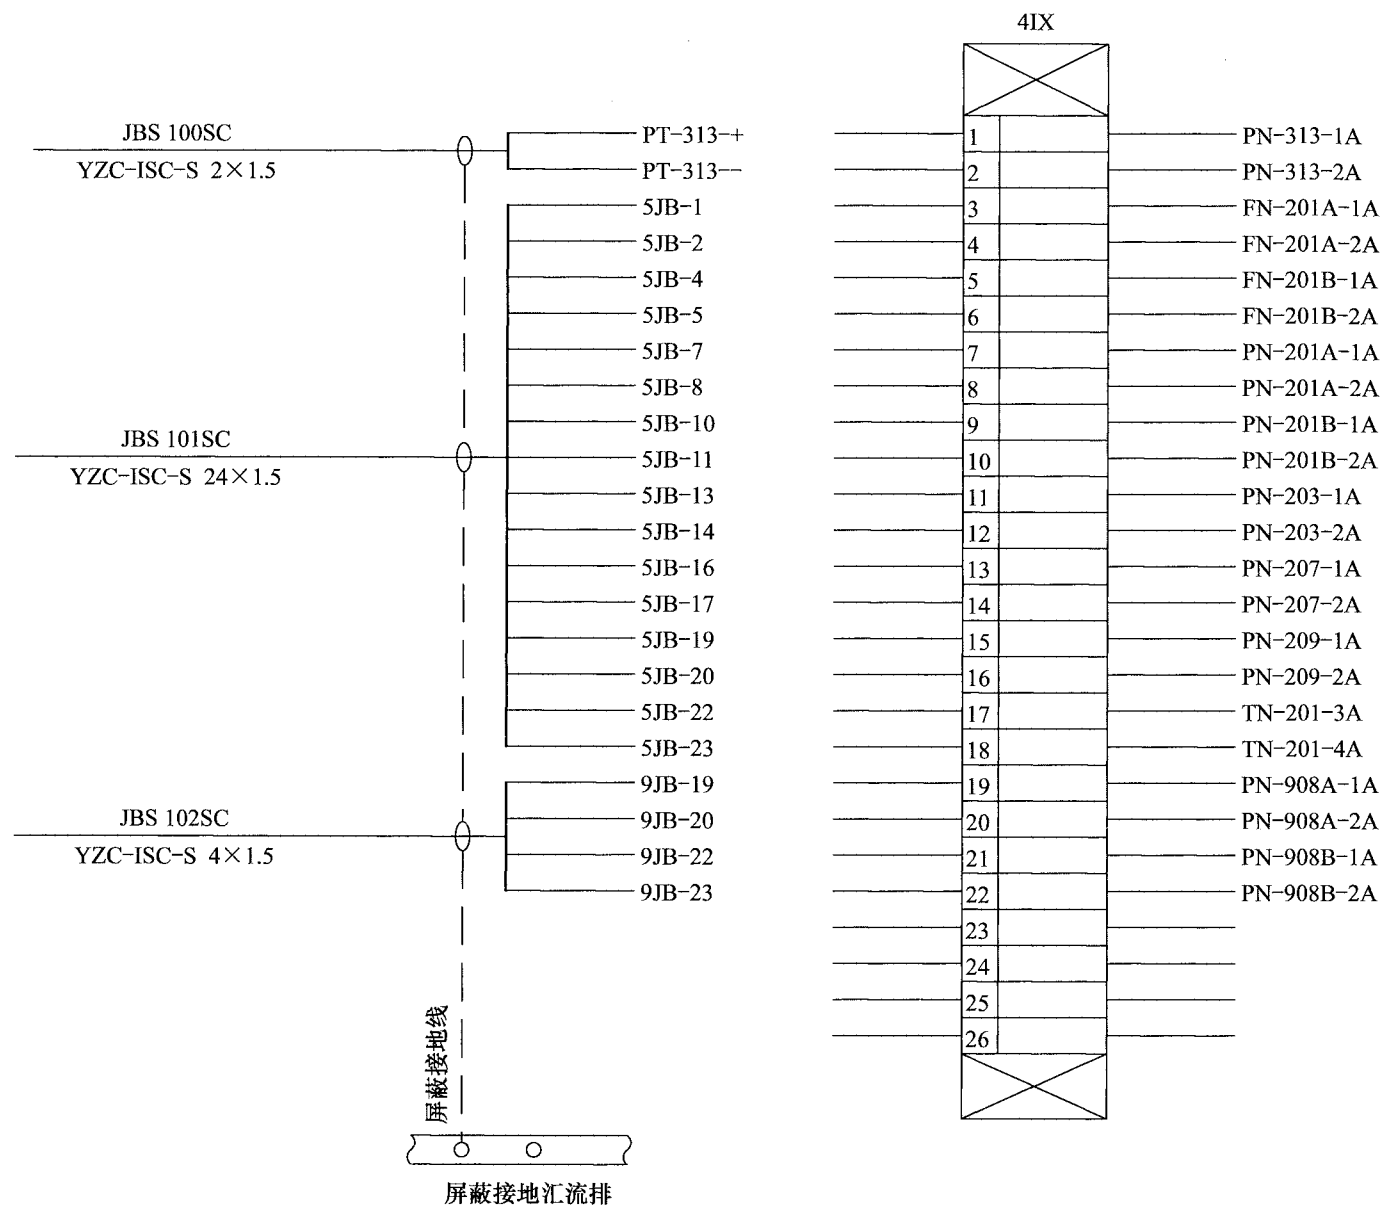 4IX
JBS 100SC
YZC-ISC-S 2×1.5
PT-313-+
PT-313--
5JB-1
5JB-2
5JB-4
5JB-5
5JB-7
5JB-8
5JB-10
JBS 101SC
YZC-ISC-S 24×1.5
5JB-11
5JB-13
5JB-14
5JB-16
5JB-17
5JB-19
5JB-20
5JB-22
5JB-23
JBS 102SC
YZC-ISC-S 4×1.5
9JB-19
9JB-20
9JB-22
9JB-23
屏蔽接地线
屏蔽接地汇流排
1 PN-313-1A
2 PN-313-2A
3 FN-201A-1A
4 FN-201A-2A
5 FN-201B-1A
6 FN-201B-2A
7 PN-201A-1A
8 PN-201A-2A
9 PN-201B-1A
10 PN-201B-2A
11 PN-203-1A
12 PN-203-2A
13 PN-207-1A
14 PN-207-2A
15 PN-209-1A
16 PN-209-2A
17 TN-201-3A
18 TN-201-4A
19 PN-908A-1A
20 PN-908A-2A
21 PN-908B-1A
22 PN-908B-2A
23
24
25
26